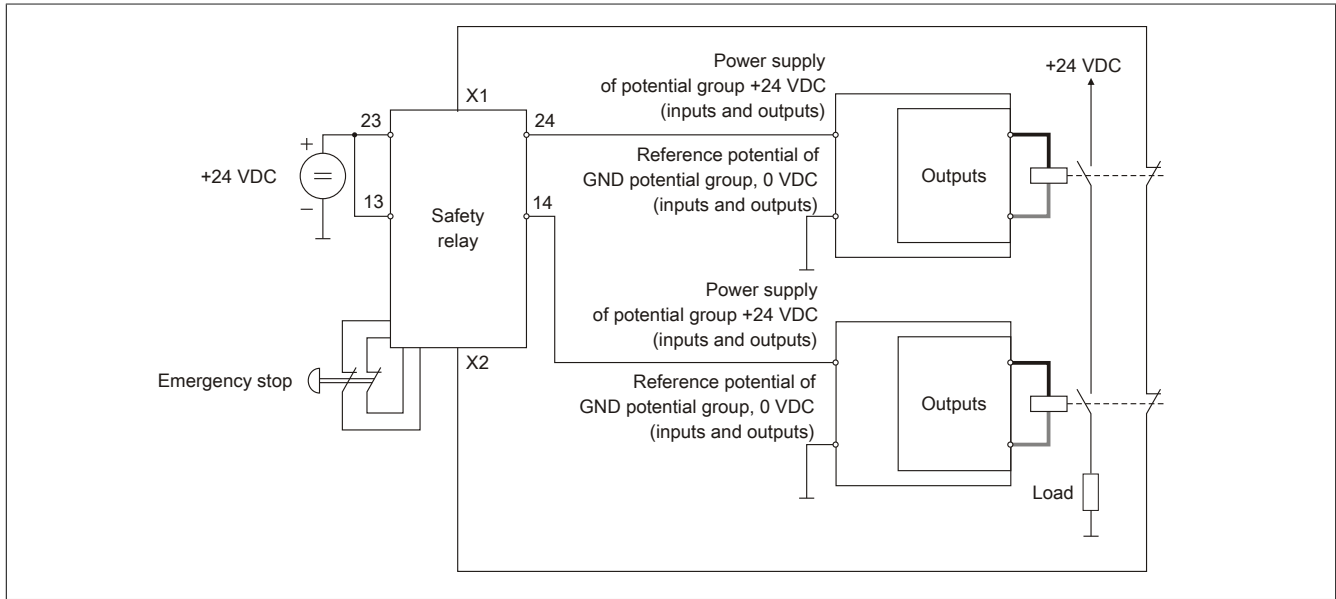 X1
Power supply
of potential group +24 VDC
(inputs and outputs)
+24 VDC
23
24
+
+24 VDC
=
−
Reference potential of
GND potential group, 0 VDC
(inputs and outputs)
Outputs
13
14
Safety
relay
Power supply
of potential group +24 VDC
(inputs and outputs)
X2
Emergency stop
Reference potential of
GND potential group, 0 VDC
(inputs and outputs)
Outputs
Load